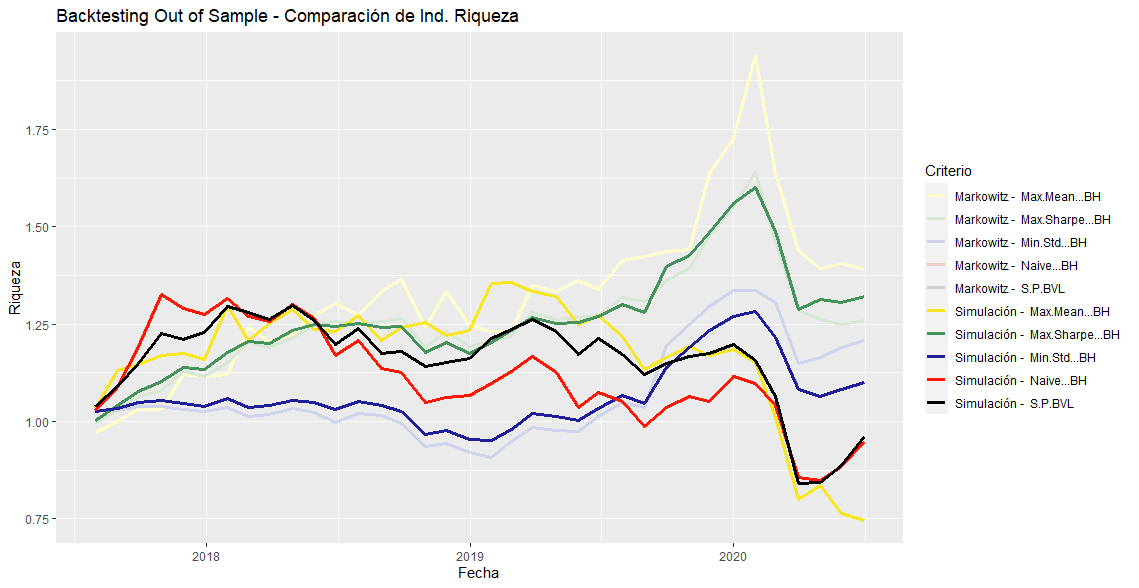 Backtesting Out of Sample - Comparación de Ind. Riqueza
Riqueza
1.75
1.50
1.25
1.00
0.75
2018
2019
2020
Fecha
Criterio
Markowitz - Max.Mean...BH
Markowitz - Max.Sharpe...BH
Markowitz - Min.Std...BH
Markowitz - Naive...BH
Markowitz - S.P.BVL
Simulación - Max.Mean...BH
Simulación - Max.Sharpe...BH
Simulación - Min.Std...BH
Simulación - Naive...BH
Simulación - S.P.BVL